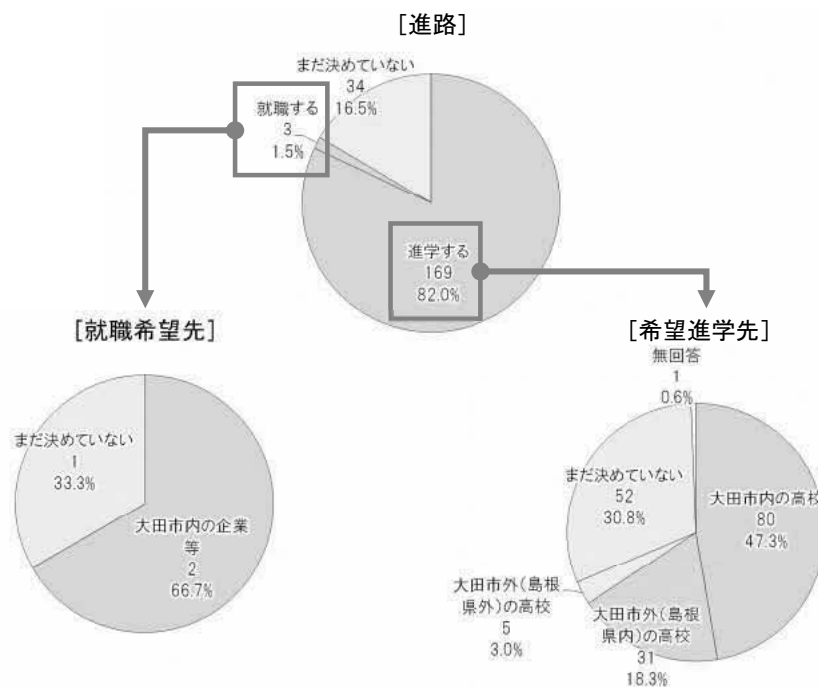 [進路]
まだ決めていない
34
16.5%
就職する
3
1.5%
進学する
169
82.0%
[就職希望先]
まだ決めていない
1
33.3%
大田市内の企業
等
2
66.7%
[希望進学先]
無回答
1
0.6%
まだ決めていない
52
30.8%
大田市内の高校
80
47.3%
大田市外(島根
県外)の高校
5
3.0%
大田市外(島根
県内)の高校
31
18.3%